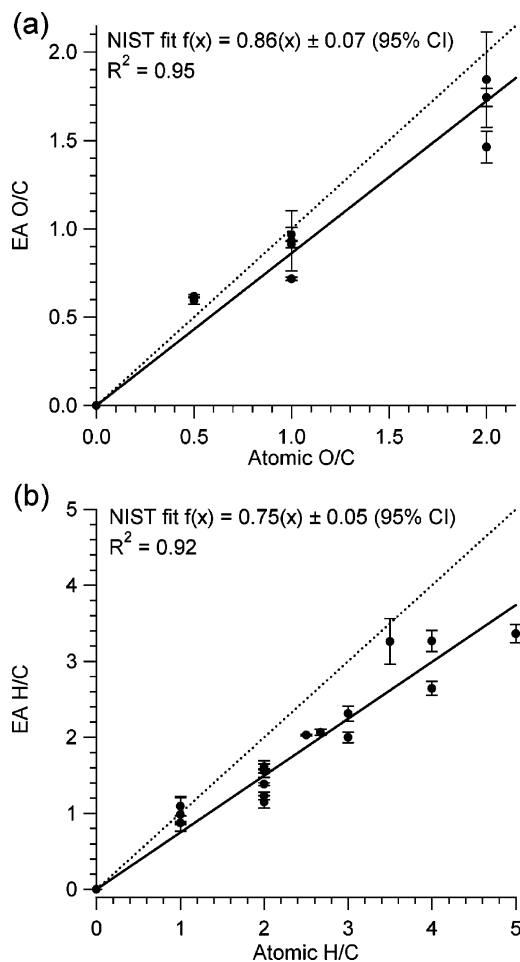 (a)
NIST fit f(x) = 0.86(x) ± 0.07 (95% CI)
R² = 0.95
2.0
1.5
1.0
0.5
0.0
EA O/C
0.0 0.5 1.0 1.5 2.0
Atomic O/C
(b)
NIST fit f(x) = 0.75(x) ± 0.05 (95% CI)
R² = 0.92
5
4
3
2
1
0
EA H/C
0 1 2 3 4 5
Atomic H/C